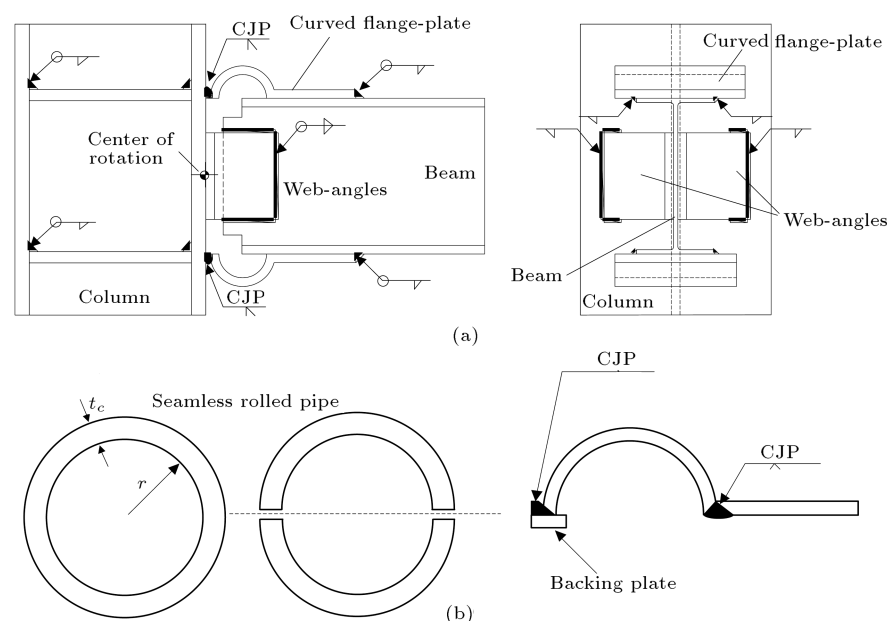 CJP
Curved flange-plate
Center of
rotation
Web-angles
Beam
Column
CJP
Curved flange-plate
Web-angles
Beam
Column
(a)
Seamless rolled pipe
t_c
r
CJP
CJP
Backing plate
(b)